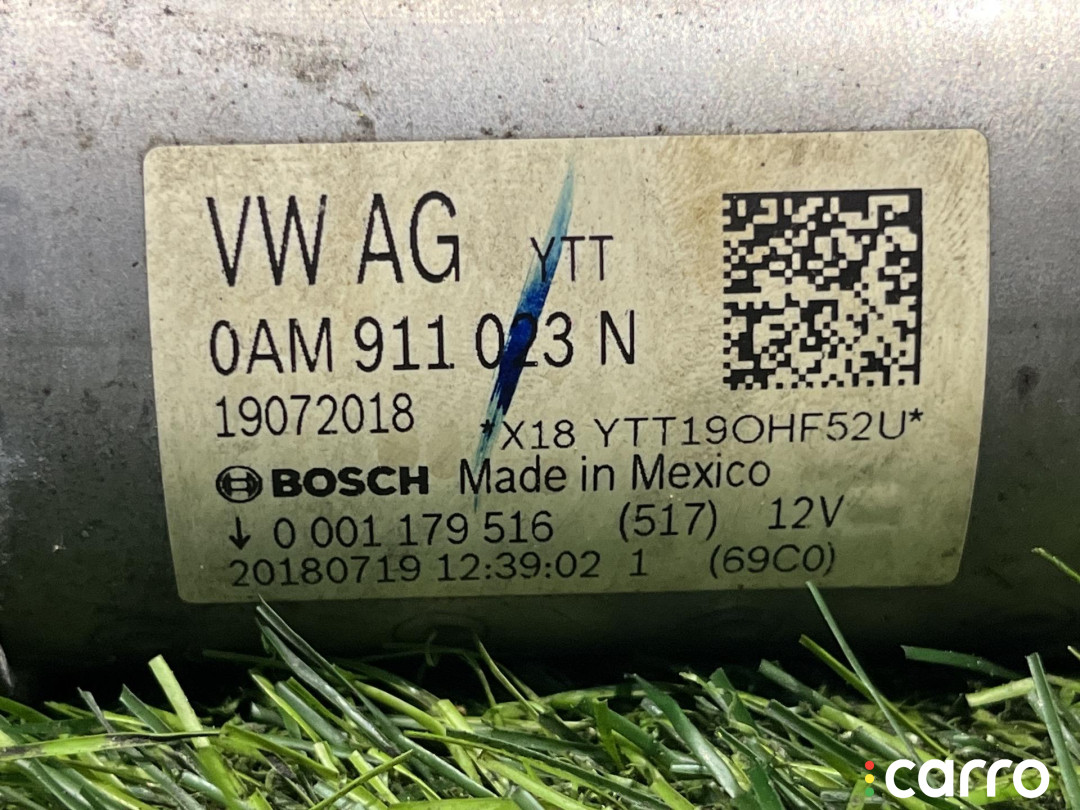 VW AG YTT
0AM 911 023 N
19072018
*X18 YTT19OHF52U*
BOSCH Made in Mexico
↓ 0 001 179 516 (517) 12V
20180719 12:39:02 1 (69C0)
carro